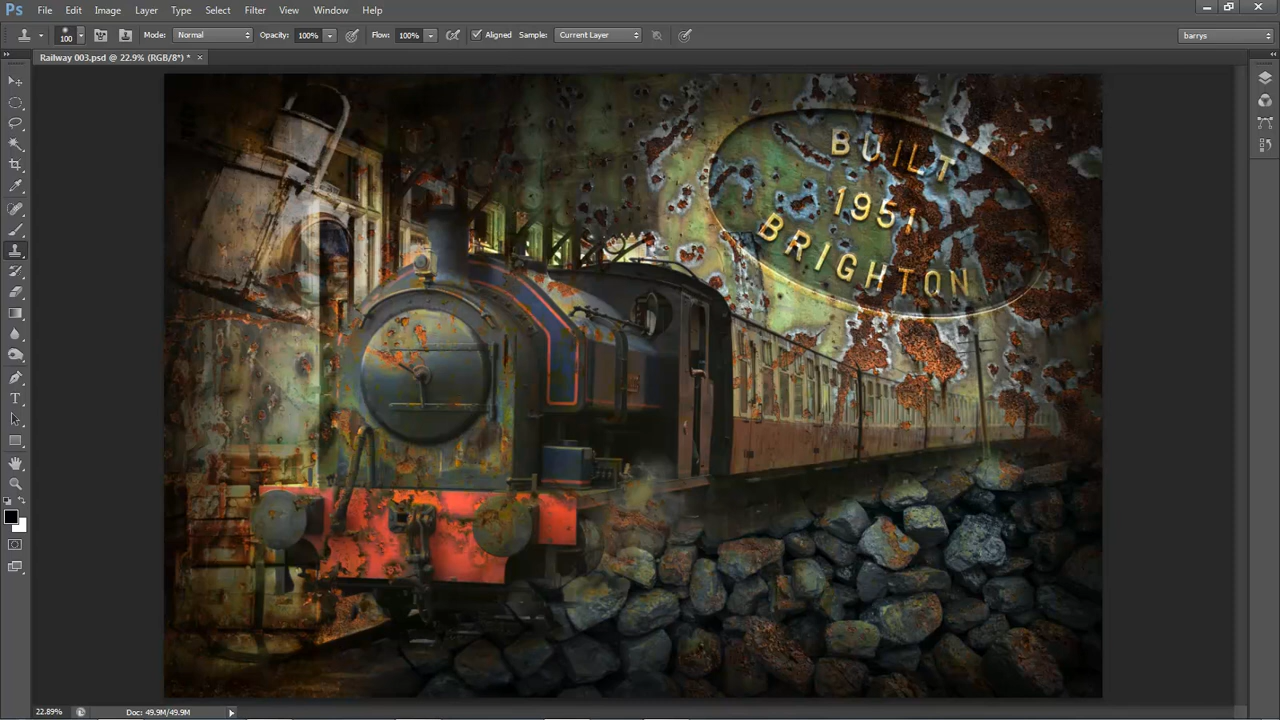 Ps File Edit Image Layer Type Select Filter View Window Help
100 Mode: Normal Opacity: 100% Flow: 100% Aligned Sample: Current Layer barrys
Railway 003.psd @ 22.9% (RGB/8*) * ×
BUILT
1951
BRIGHTON
T
22.89% Doc: 49.9M/49.9M